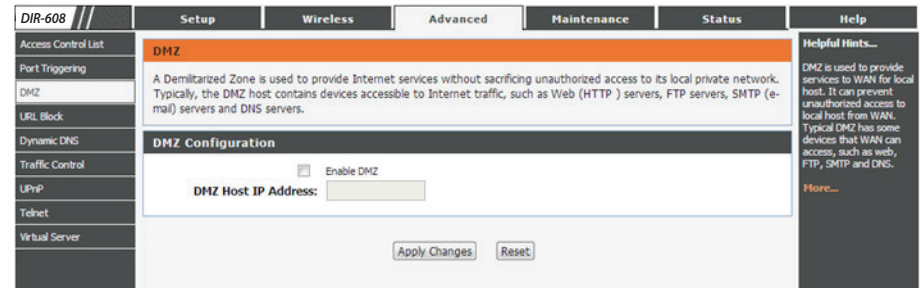 DIR-608
Setup
Wireless
Advanced
Maintenance
Status
Help
Access Control List
Port Triggering
DMZ
URL Block
Dynamic DNS
Traffic Control
UPnP
Telnet
Virtual Server
DMZ
A Demilitarized Zone is used to provide Internet services without sacrificing unauthorized access to its local private network.
Typically, the DMZ host contains devices accessible to Internet traffic, such as Web (HTTP ) servers, FTP servers, SMTP (e-
mail) servers and DNS servers.
DMZ Configuration
Enable DMZ
DMZ Host IP Address:
Apply Changes
Reset
Helpful Hints...
DMZ is used to provide
services to WAN for local
host. It can prevent
unauthorized access to
local host from WAN.
Typical DMZ has some
devices that WAN can
access, such as web,
FTP, SMTP and DNS.
More...